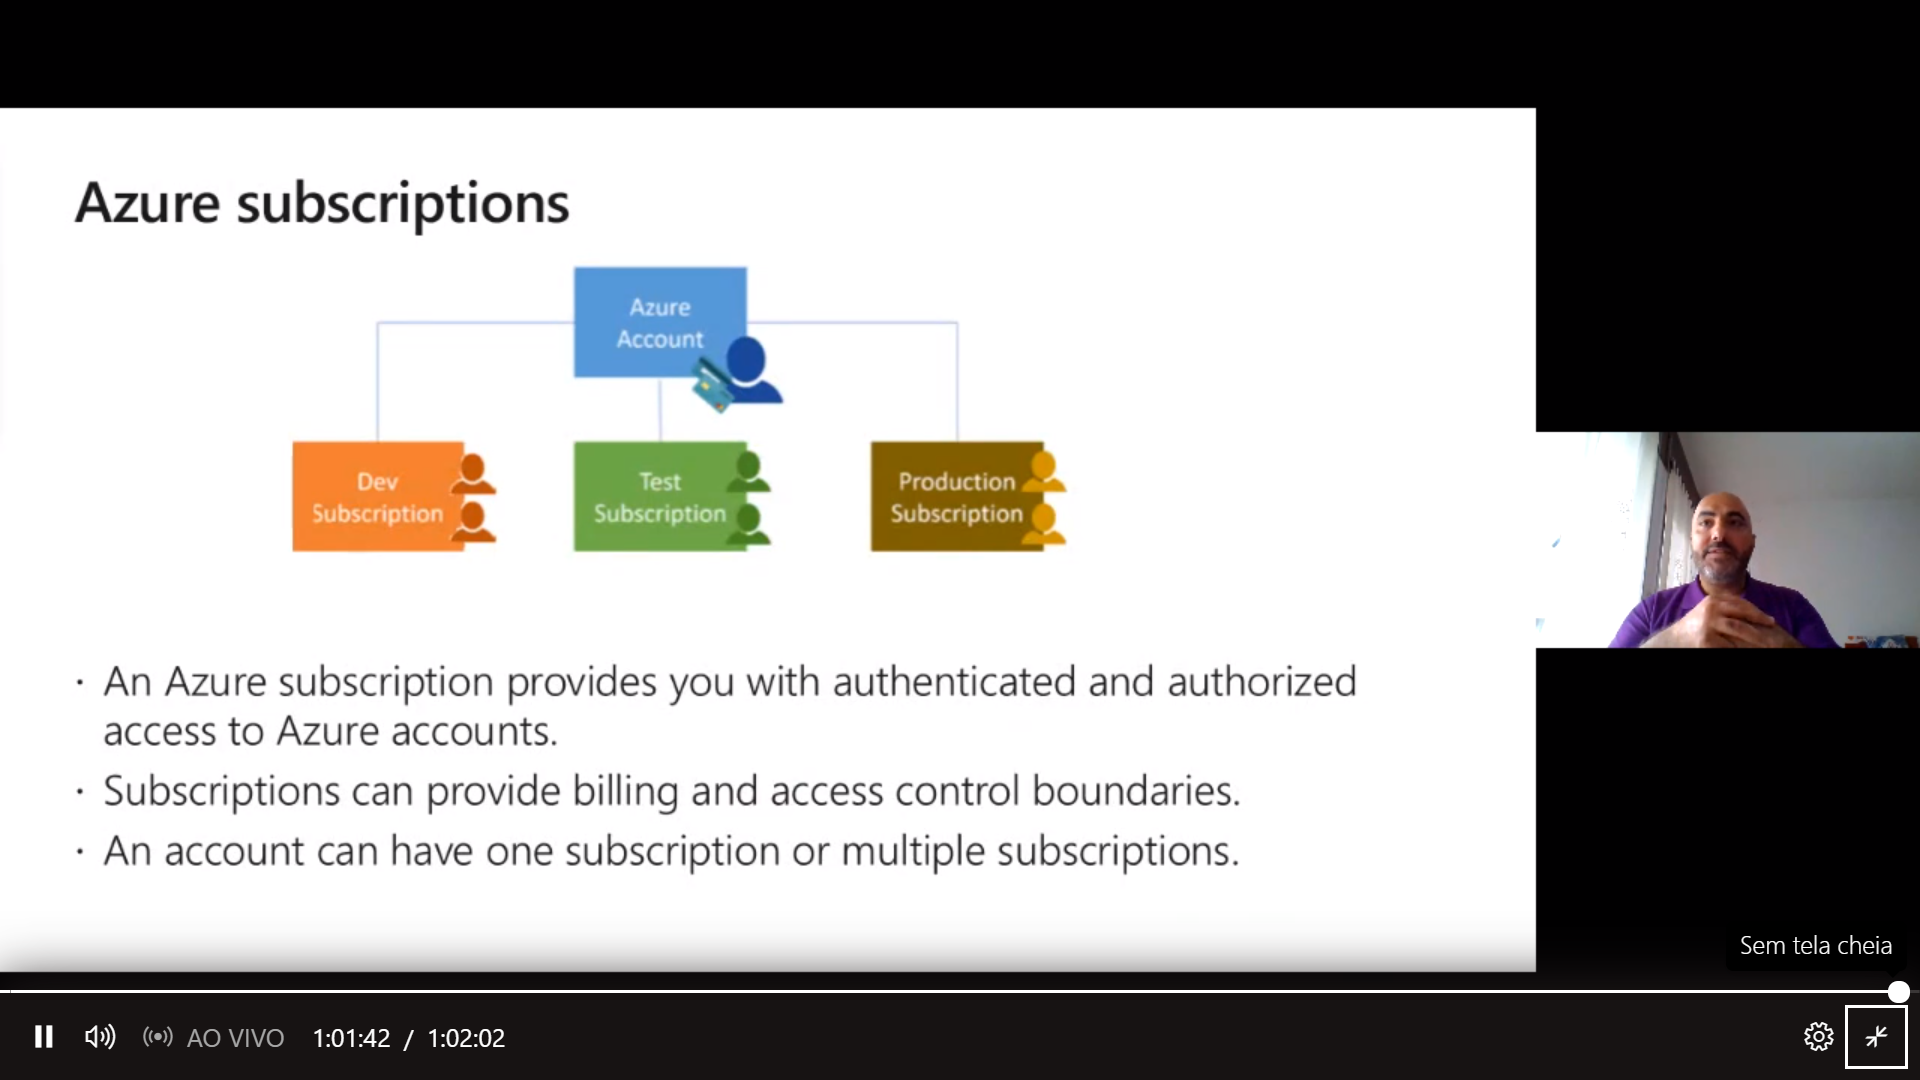 Azure subscriptions
Azure
Account
Dev
Subscription
Test
Subscription
Production
Subscription
· An Azure subscription provides you with authenticated and authorized
access to Azure accounts.
· Subscriptions can provide billing and access control boundaries.
· An account can have one subscription or multiple subscriptions.
Sem tela cheia
AO VIVO 1:01:42 / 1:02:02